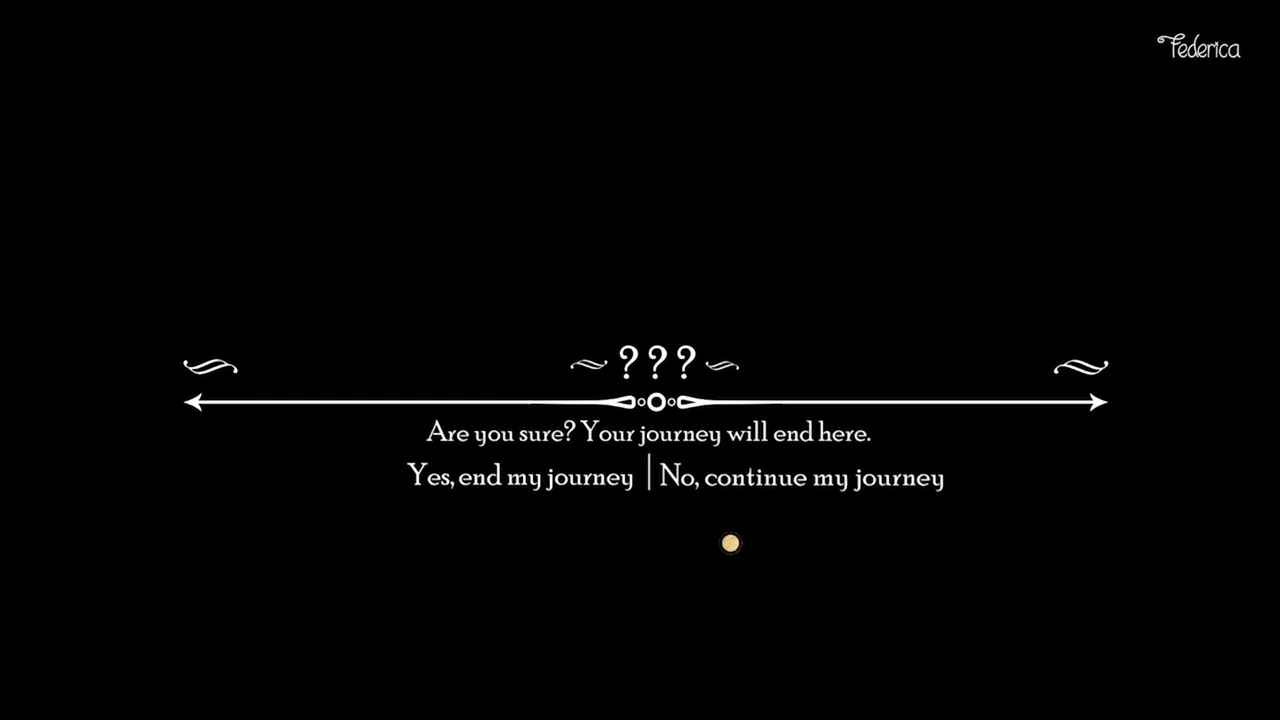 Federica
???
Are you sure? Your journey will end here.
Yes, end my journey | No, continue my journey